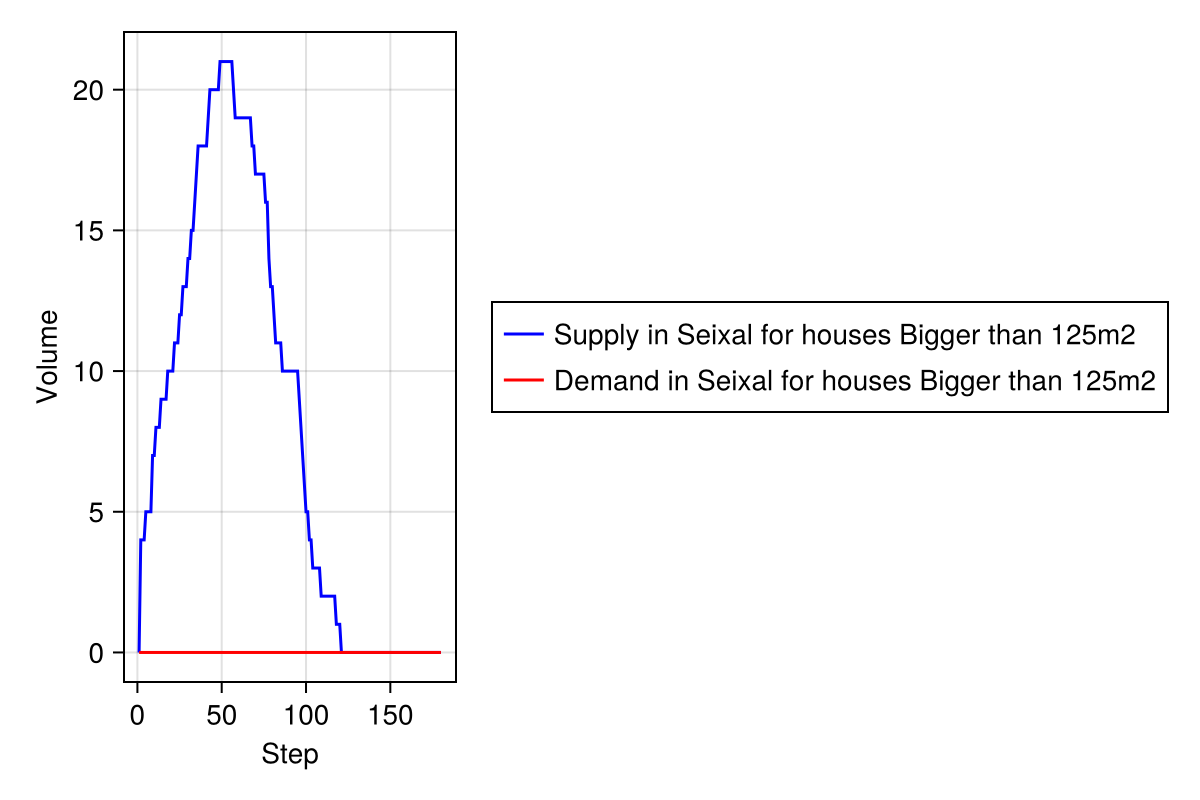 20
15
10
5
0
Volume
0 50 100 150
Step
Supply in Seixal for houses Bigger than 125m2
Demand in Seixal for houses Bigger than 125m2